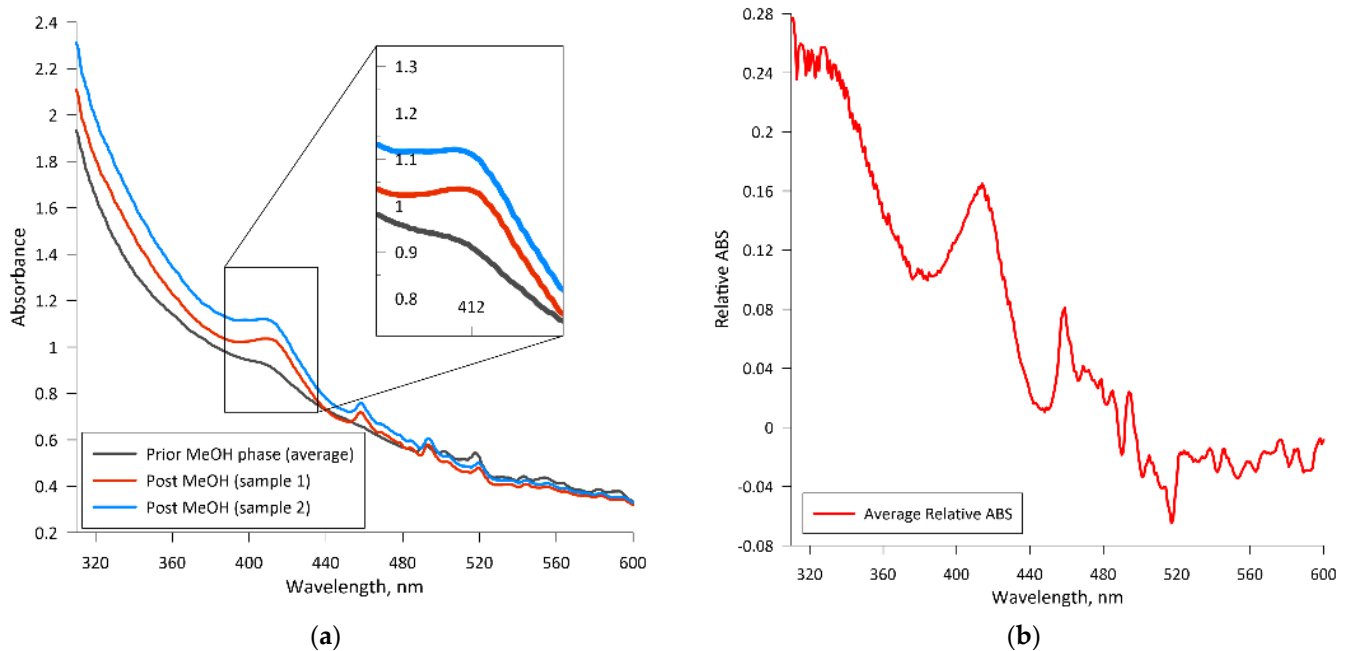 2.4
2.2
2
1.8
1.6
1.4
1.2
1
0.8
0.6
0.4
0.2
Absorbance
1.3
1.2
1.1
1
0.9
0.8
412
Prior MeOH phase (average)
Post MeOH (sample 1)
Post MeOH (sample 2)
320 360 400 440 480 520 560 600
Wavelength, nm
(a)
0.28
0.24
0.2
0.16
0.12
0.08
0.04
0
-0.04
-0.08
Relative ABS
Average Relative ABS
320 360 400 440 480 520 560 600
Wavelength, nm
(b)